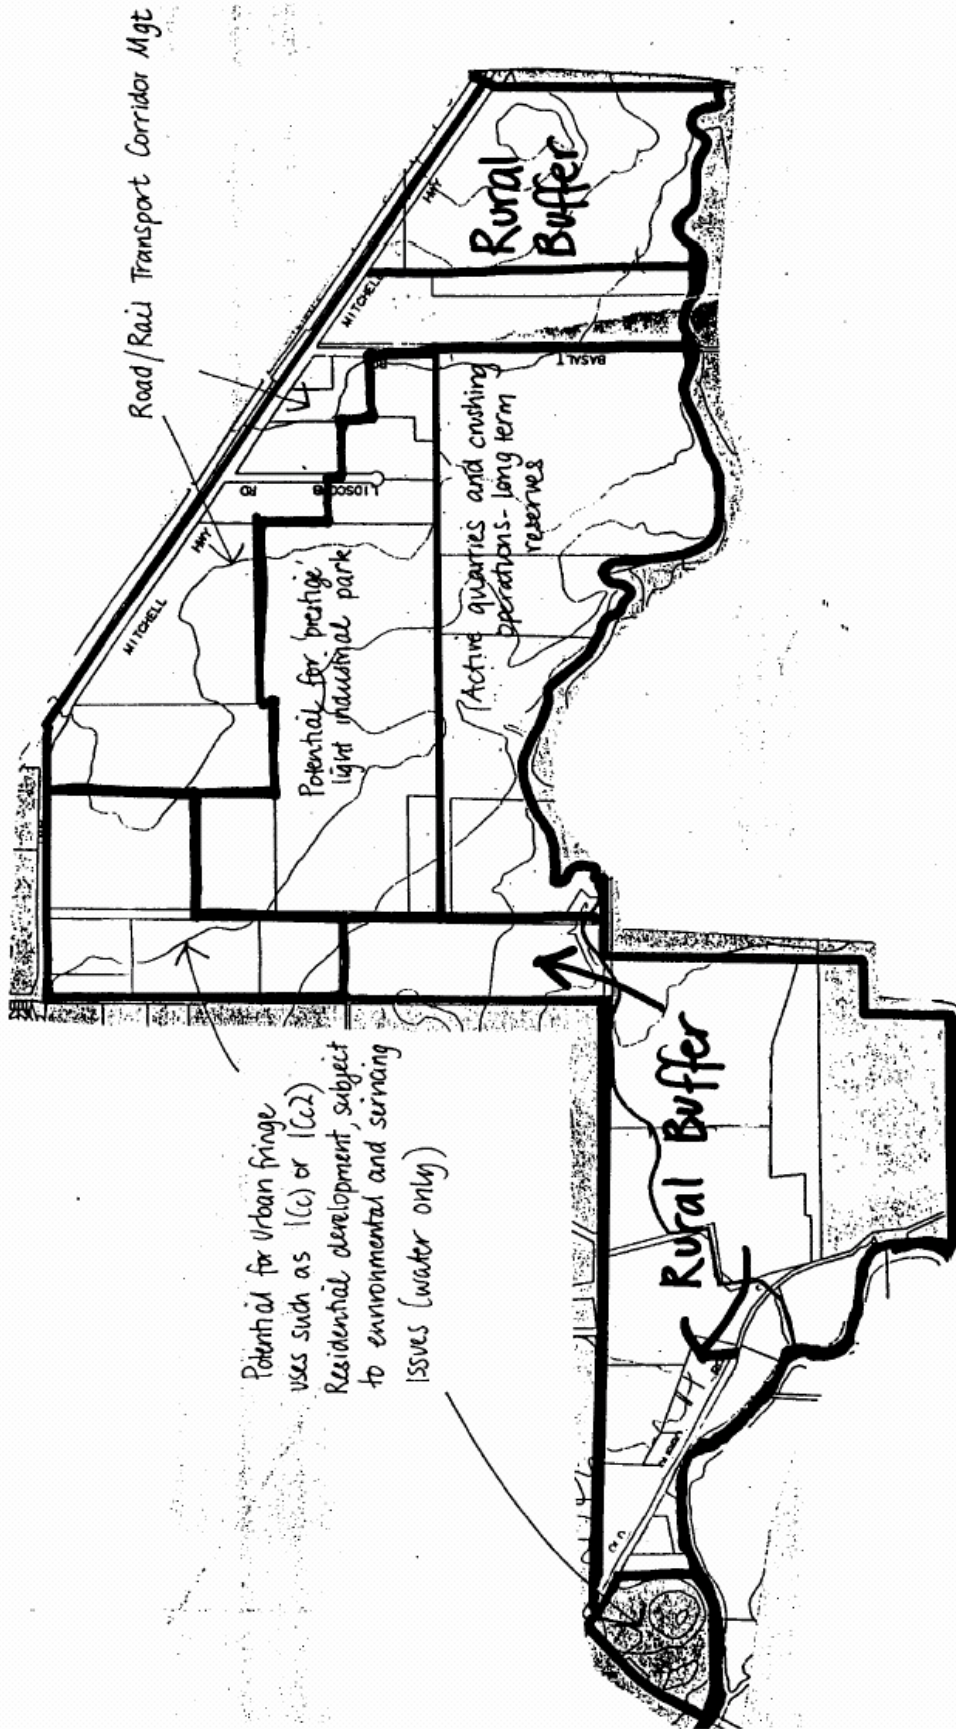 Road/Rail Transport Corridor Mgt
Rural
Buffer
HWY
MITCHELL
BASALT
RD
LIDSCOMB
RD
HWY
MITCHELL
Potential for 'prestige'
light industrial park
Active quarries and crushing
operations - long term
reserves
Potential for Urban fringe
uses such as 1(c) or 1(c2)
Residential development, subject
to environmental and servicing
issues (water only)
Rural Buffer